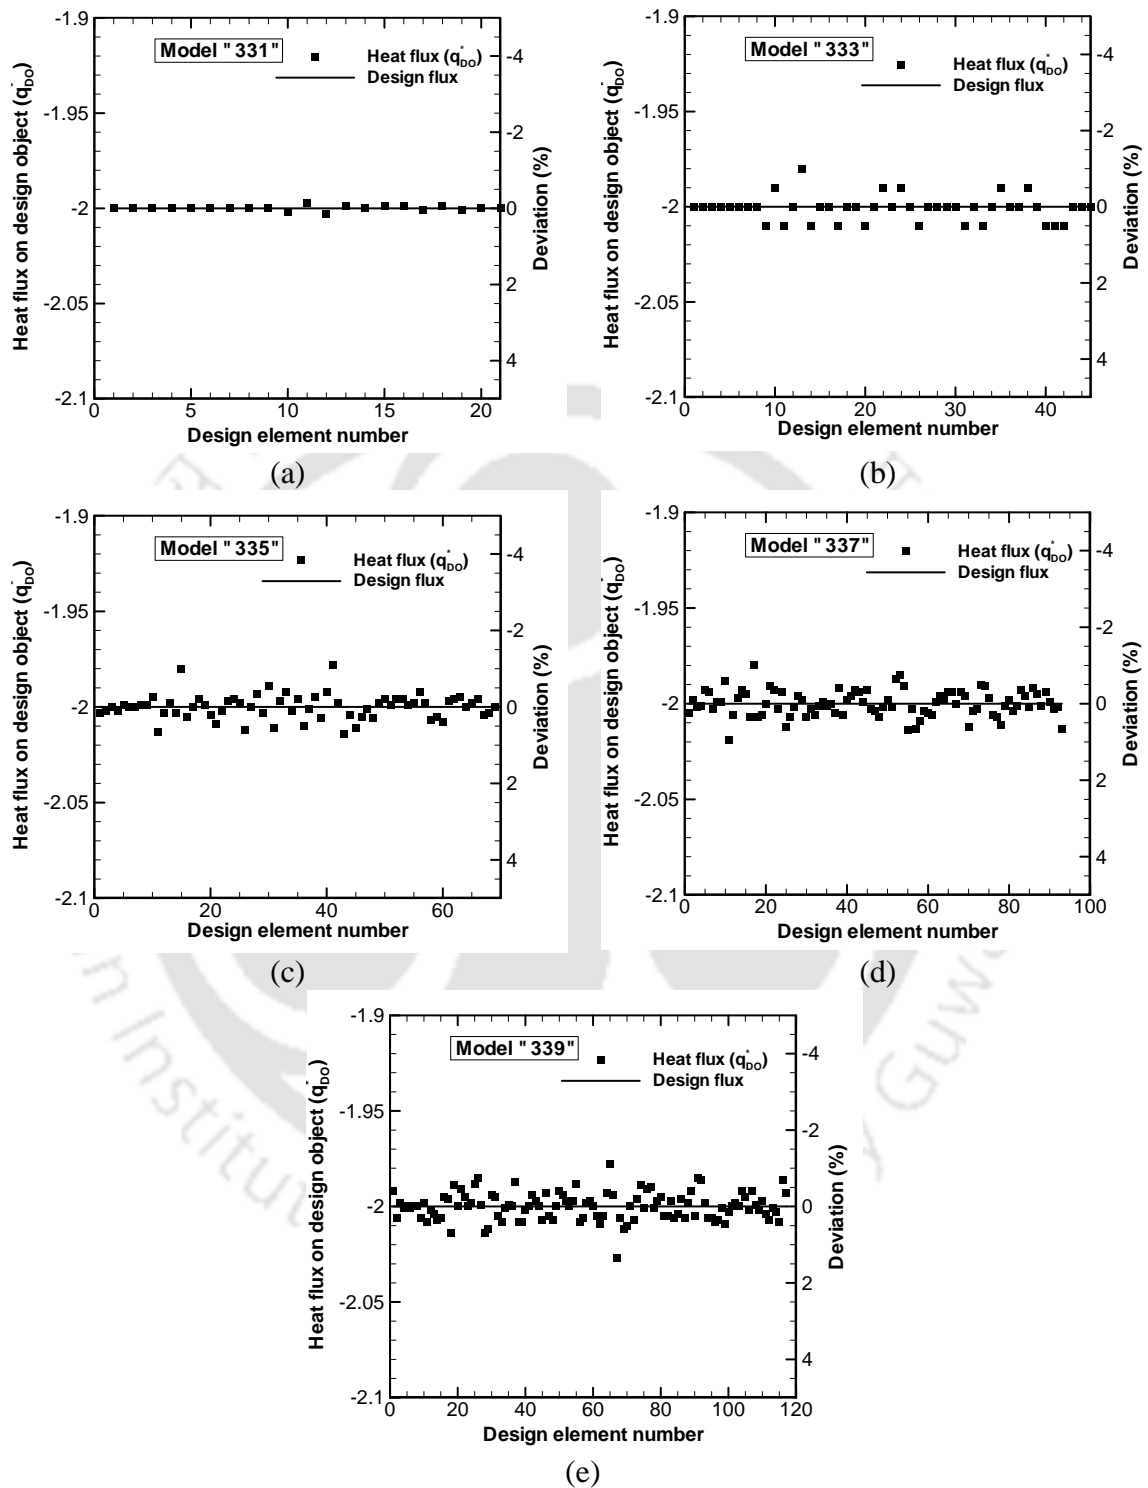 Model "331"
Heat flux (q*DO)
Design flux
Heat flux on design object (q*DO)
-1.9
-1.95
-2
-2.05
-2.1
0 5 10 15 20
Design element number
-4
-2
0
2
4
Deviation (%)
(a)
Model "333"
Heat flux (q*DO)
Design flux
Heat flux on design object (q*DO)
-1.9
-1.95
-2
-2.05
-2.1
0 10 20 30 40
Design element number
-4
-2
0
2
4
Deviation (%)
(b)
Model "335"
Heat flux (q*DO)
Design flux
Heat flux on design object (q*DO)
-1.9
-1.95
-2
-2.05
-2.1
0 20 40 60
Design element number
-4
-2
0
2
4
Deviation (%)
(c)
Model "337"
Heat flux (q*DO)
Design flux
Heat flux on design object (q*DO)
-1.9
-1.95
-2
-2.05
-2.1
0 20 40 60 80 100
Design element number
-4
-2
0
2
4
Deviation (%)
(d)
Model "339"
Heat flux (q*DO)
Design flux
Heat flux on design object (q*DO)
-1.9
-1.95
-2
-2.05
-2.1
0 20 40 60 80 100 120
Design element number
-4
-2
0
2
4
Deviation (%)
(e)